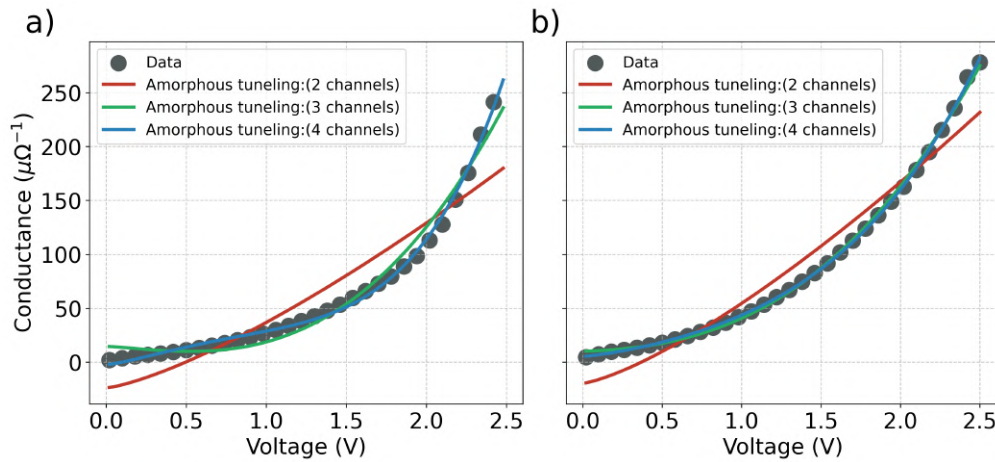 a)
Data
Amorphous tuneling:(2 channels)
Amorphous tuneling:(3 channels)
Amorphous tuneling:(4 channels)
Conductance (μΩ⁻¹)
250
200
150
100
50
0
0.0 0.5 1.0 1.5 2.0 2.5
Voltage (V)
b)
Data
Amorphous tuneling:(2 channels)
Amorphous tuneling:(3 channels)
Amorphous tuneling:(4 channels)
0.0 0.5 1.0 1.5 2.0 2.5
Voltage (V)